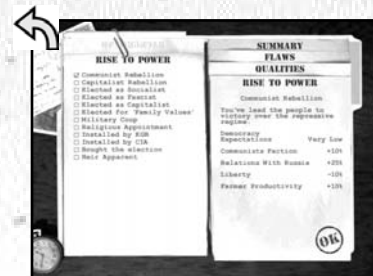 RISE TO POWER
Communist Rebellion
Capitalist Rebellion
Elected as Socialist
Elected as Fascist
Elected as Capitalist
Elected for 'Family Values'
Military Coup
Religious Appointment
Installed by KGB
Installed by CIA
Bought the election
Heir Apparent
SUMMARY
FLAWS
QUALITIES
RISE TO POWER
Communist Rebellion
You've lead the people to
victory over the repressive
regime.
Democracy
Expectations Very Low
Communists Faction +10%
Relations With Russia +25%
Liberty -10%
Farmer Productivity +10%
OK